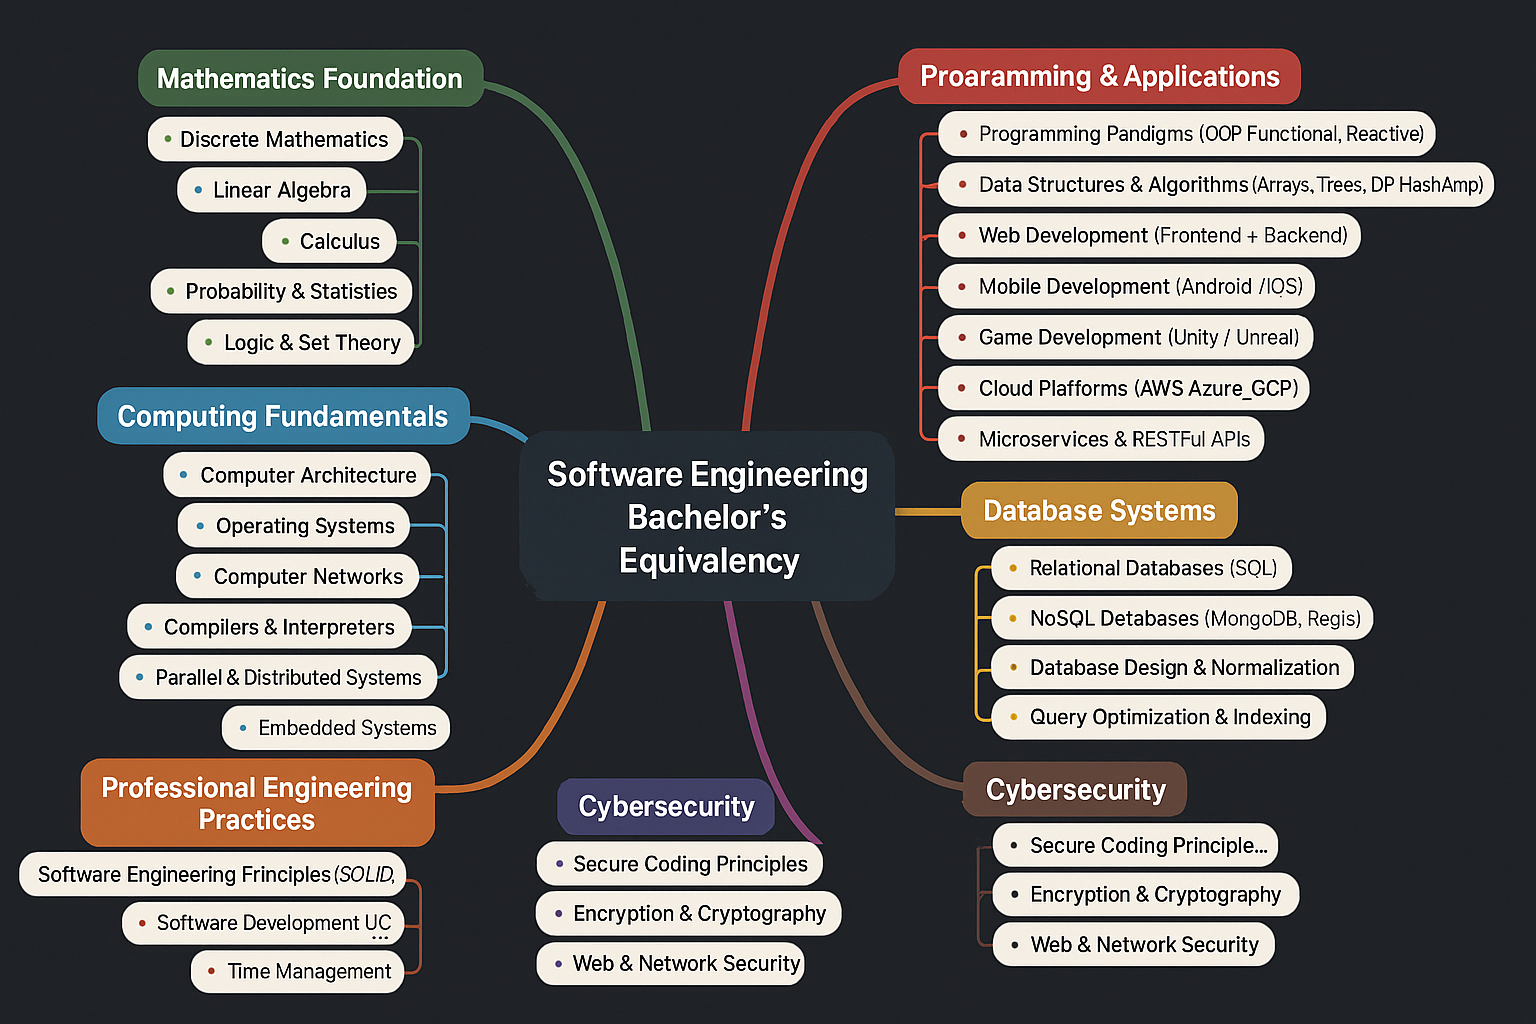 Mathematics Foundation
• Discrete Mathematics
• Linear Algebra
• Calculus
• Probability & Statisties
• Logic & Set Theory
Computing Fundamentals
• Computer Architecture
• Operating Systems
• Computer Networks
• Compilers & Interpreters
• Parallel & Distributed Systems
• Embedded Systems
Professional Engineering
Practices
Software Engineering Frinciples (SOLID,
• Software Development UC
...
• Time Management
Software Engineering
Bachelor's
Equivalency
Cybersecurity
• Secure Coding Principles
• Encryption & Cryptography
• Web & Network Security
Proaramming & Applications
• Programming Pandigms (OOP Functional, Reactive)
• Data Structures & Algorithms (Arrays, Trees, DP HashAmp)
• Web Development (Frontend + Backend)
• Mobile Development (Android /IOS)
• Game Development (Unity / Unreal)
• Cloud Plafforms (AWS Azure_GCP)
• Microservices & RESTFul APIs
Database Systems
• Relational Databases (SQL)
• NoSQL Detabases (MongoDB, Regis)
• Database Design & Normalization
• Query Optimization & Indexing
Cybersecurity
• Secure Coding Principle...
• Encryption & Cryptography
• Web & Network Security